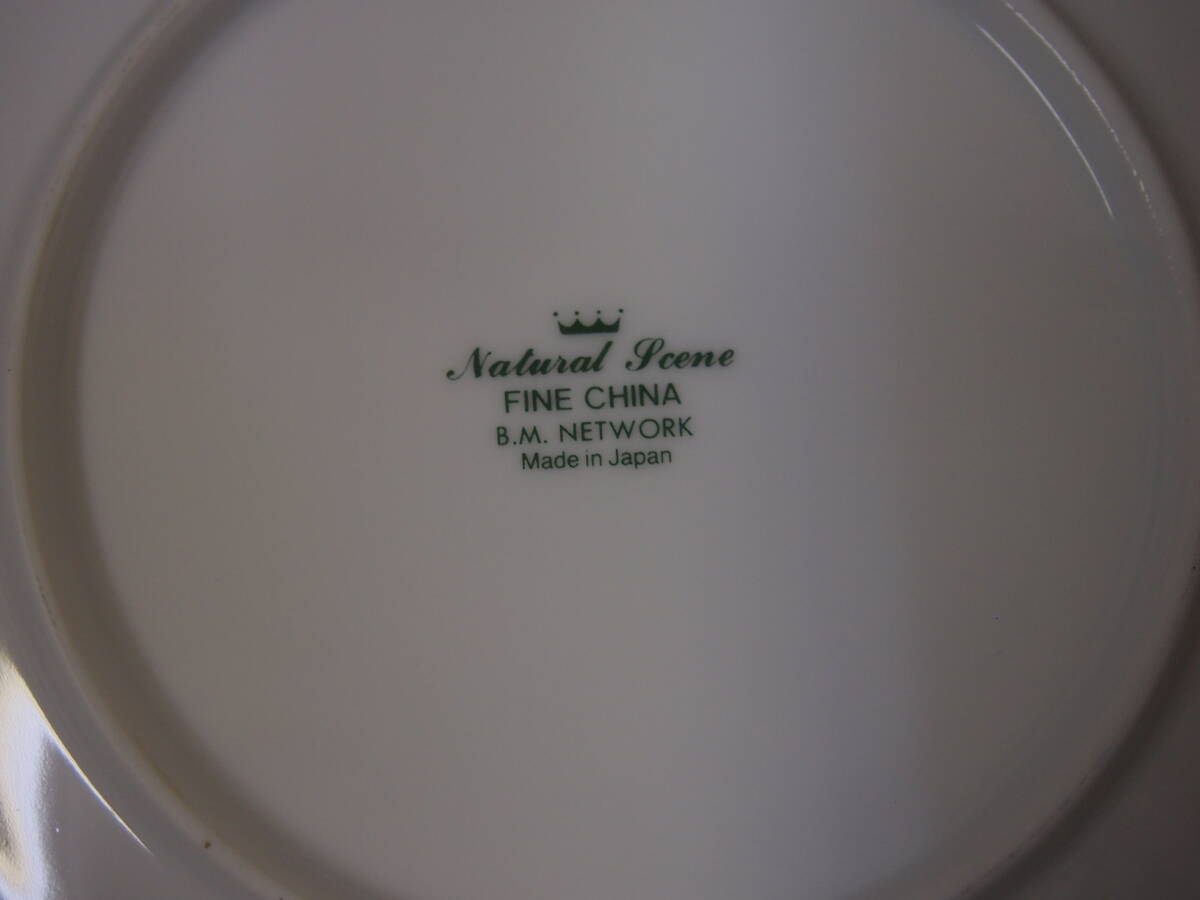 Natural Scene
FINE CHINA
B.M. NETWORK
Made in Japan